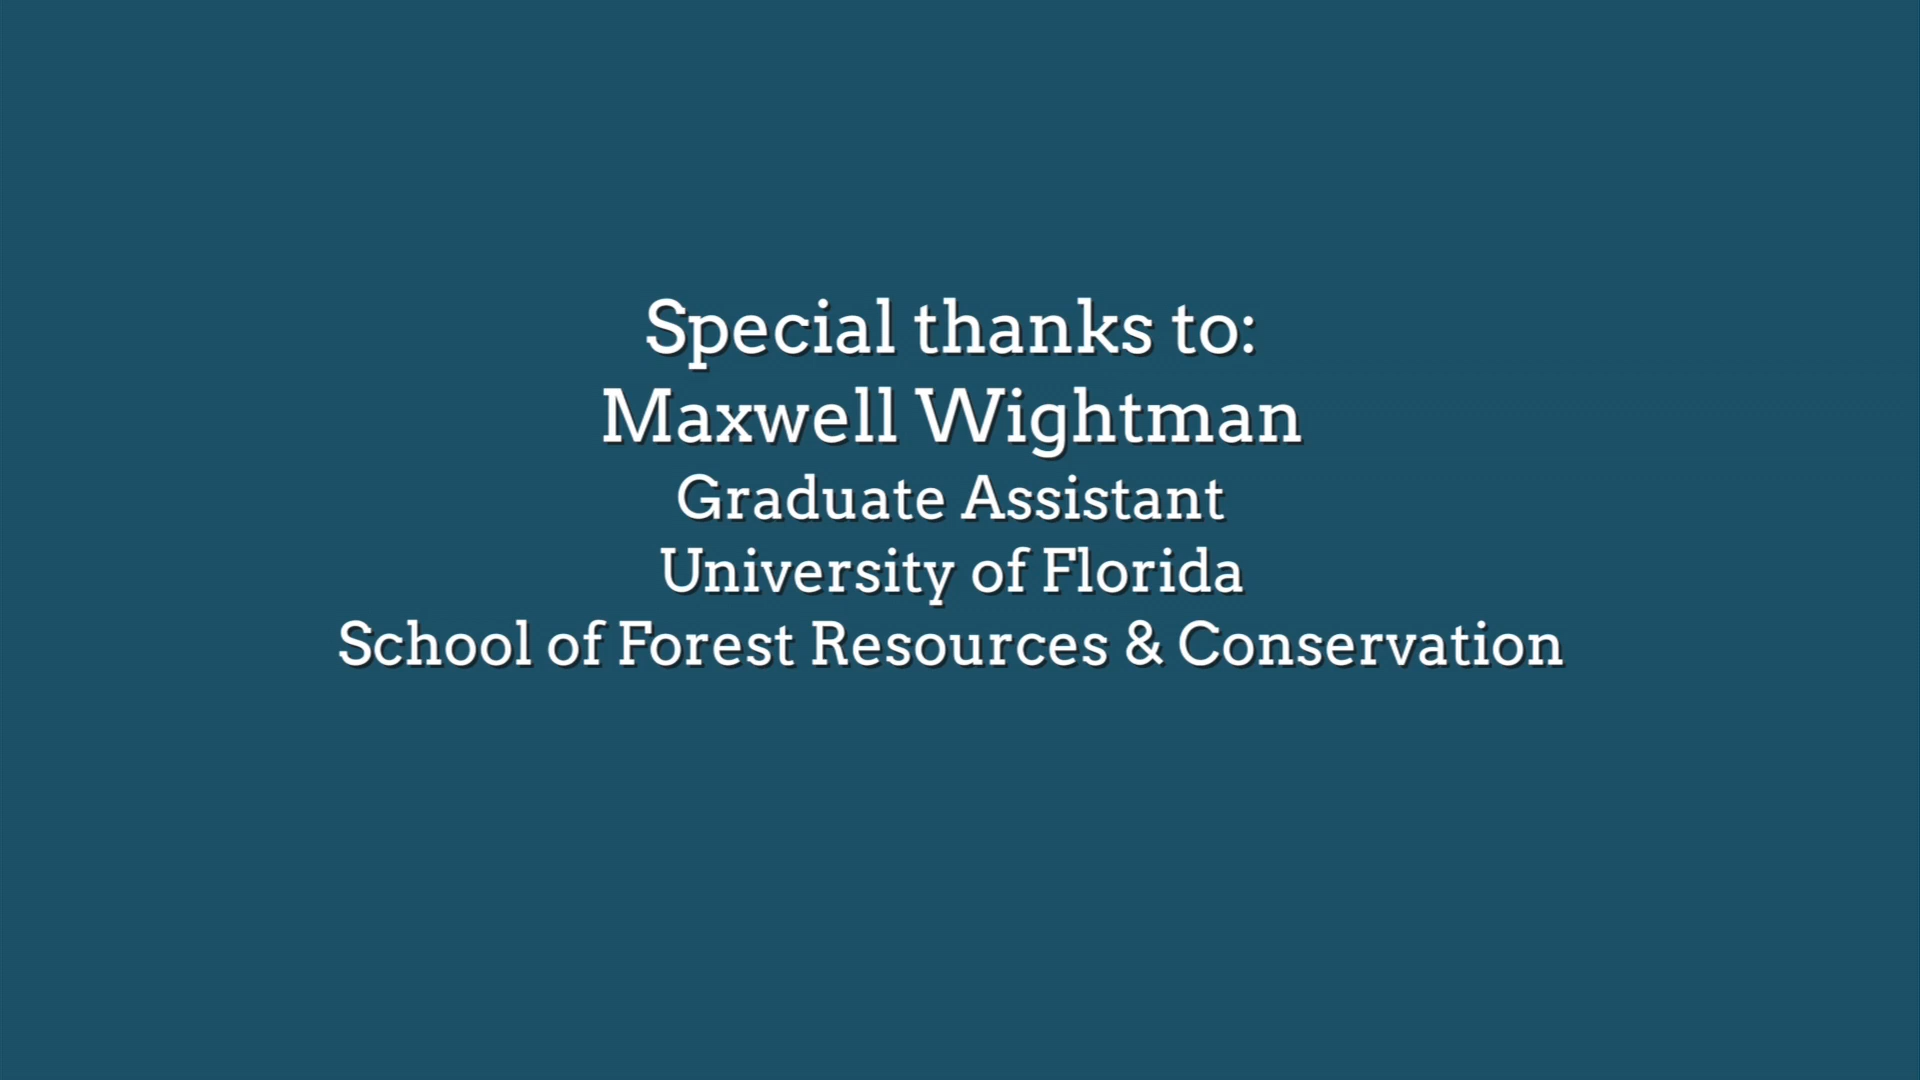 Special thanks to:
Maxwell Wightman
Graduate Assistant
University of Florida
School of Forest Resources & Conservation